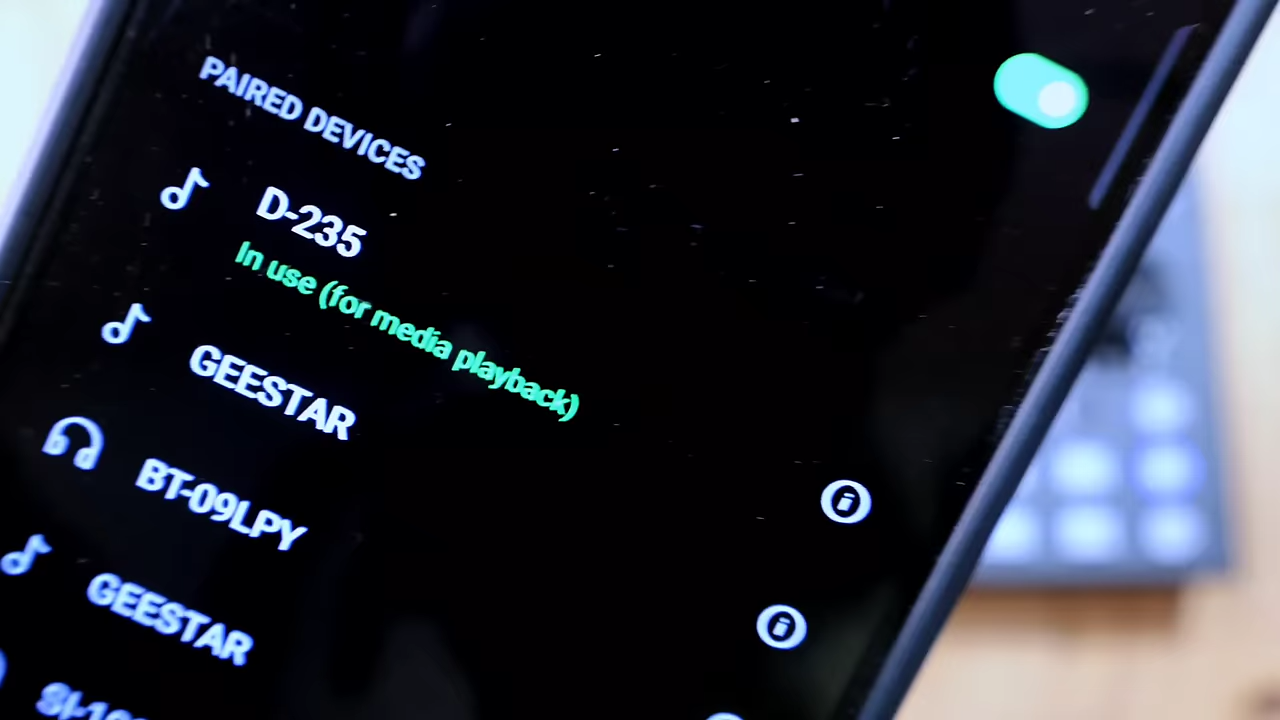 PAIRED DEVICES
D-235
In use (for media playback)
GEESTAR
BT-09LPY
GEESTAR